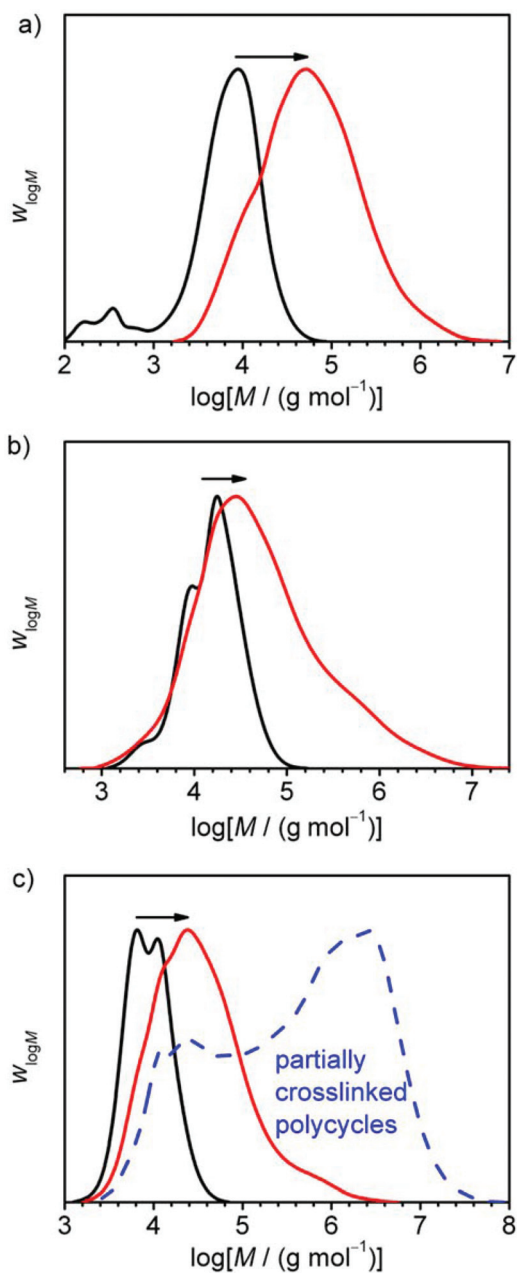 a)
w_logM
2 3 4 5 6 7
log[M / (g mol⁻¹)]
b)
w_logM
3 4 5 6 7
log[M / (g mol⁻¹)]
c)
w_logM
partially
crosslinked
polycycles
3 4 5 6 7 8
log[M / (g mol⁻¹)]